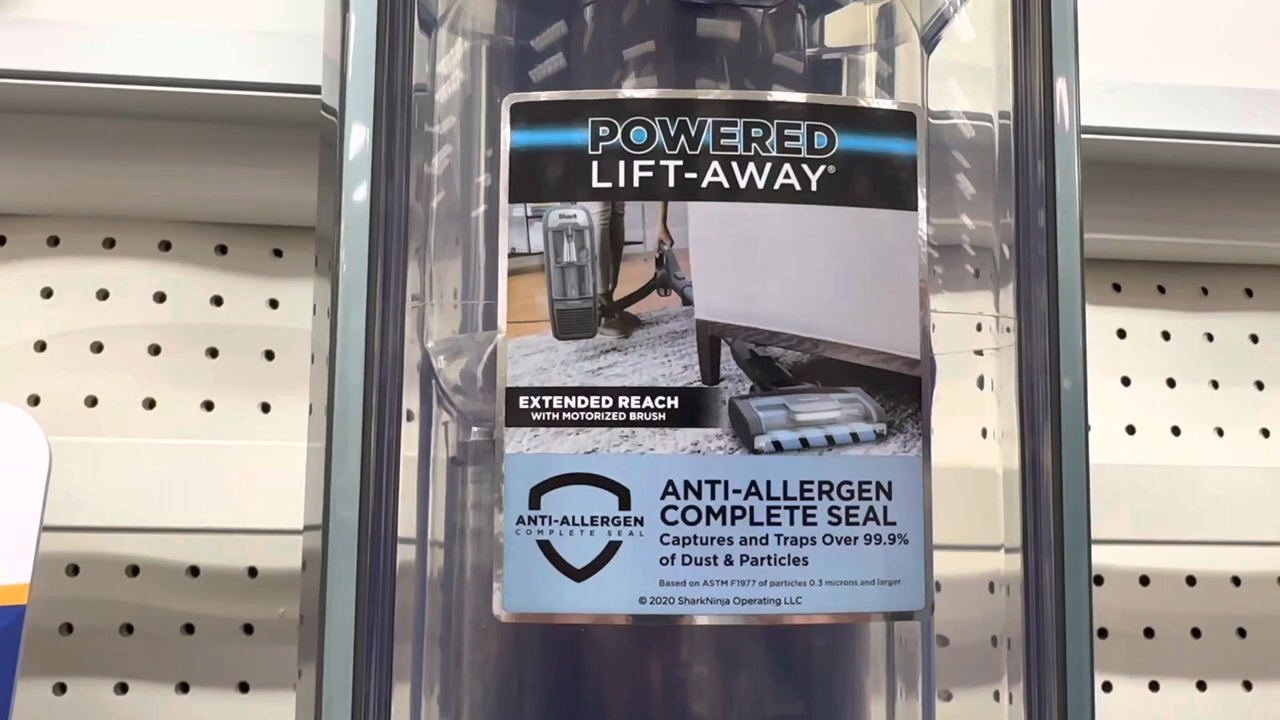 POWERED
LIFT-AWAY®
Shark
EXTENDED REACH
WITH MOTORIZED BRUSH
ANTI-ALLERGEN
COMPLETE SEAL
ANTI-ALLERGEN
COMPLETE SEAL
Captures and Traps Over 99.9%
of Dust & Particles
Based on ASTM F1977 of particles 0.3 microns and larger
© 2020 SharkNinja Operating LLC